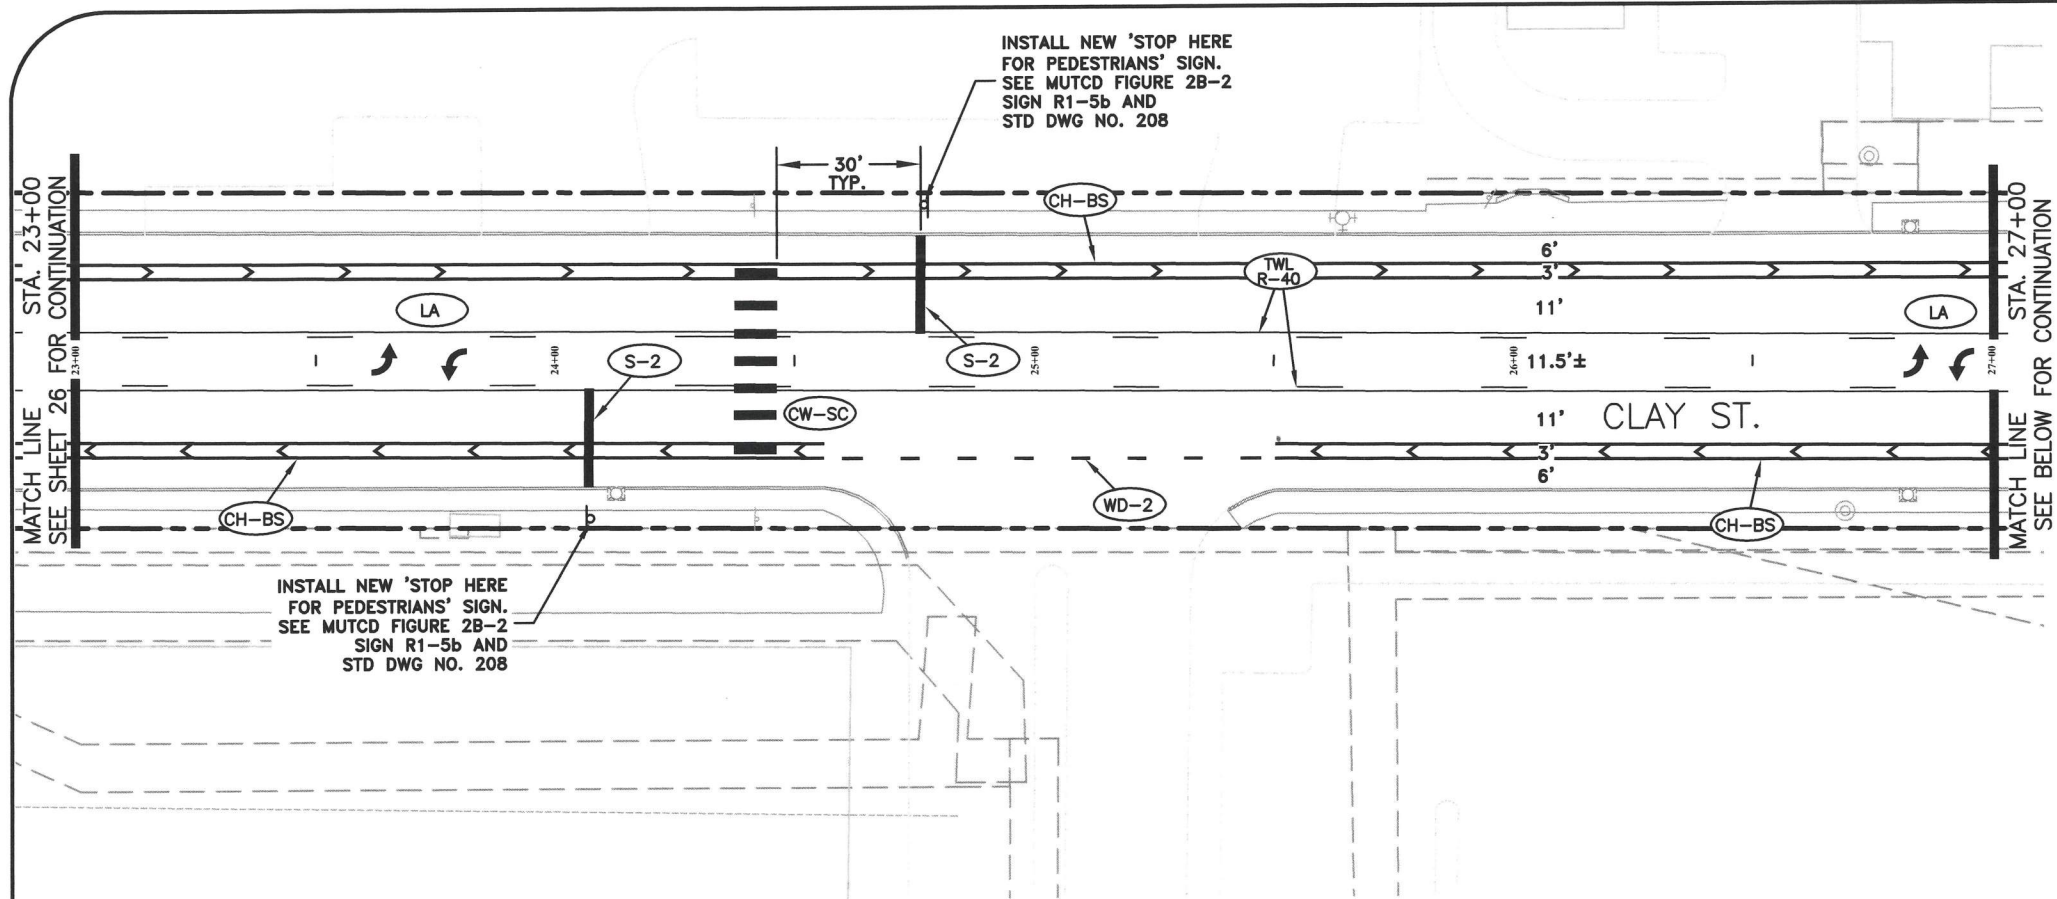 INSTALL NEW 'STOP HERE
FOR PEDESTRIANS' SIGN.
SEE MUTCD FIGURE 2B-2
SIGN R1-5b AND
STD DWG NO. 208
30'
TYP.
CH-BS
MATCH LINE STA. 23+00
SEE SHEET 26 FOR CONTINUATION
MATCH LINE STA. 27+00
SEE BELOW FOR CONTINUATION
6'
TWL
R-40
3'
LA
11'
LA
23+00
24+00
S-2
S-2
25+00
26+00
11.5'±
27+00
CW-SC
11'
CLAY ST.
3'
6'
CH-BS
WD-2
CH-BS
INSTALL NEW 'STOP HERE
FOR PEDESTRIANS' SIGN.
SEE MUTCD FIGURE 2B-2
SIGN R1-5b AND
STD DWG NO. 208